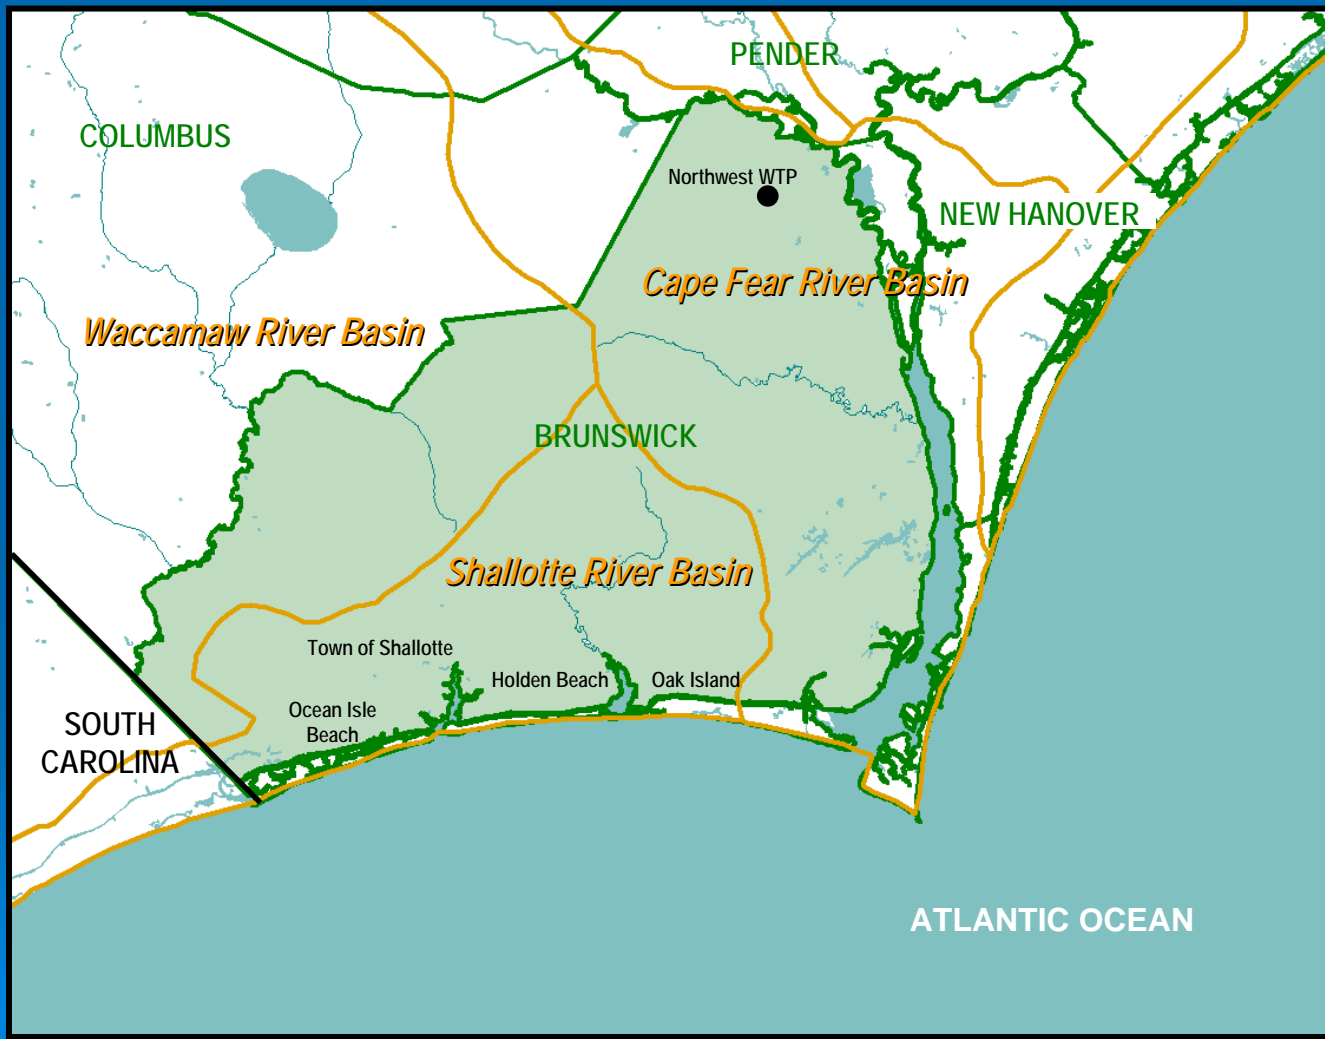 PENDER
COLUMBUS
Northwest WTP
NEW HANOVER
Cape Fear River Basin
Waccamaw River Basin
BRUNSWICK
Shallotte River Basin
Town of Shallotte
Holden Beach
Oak Island
Ocean Isle
Beach
SOUTH
CAROLINA
ATLANTIC OCEAN